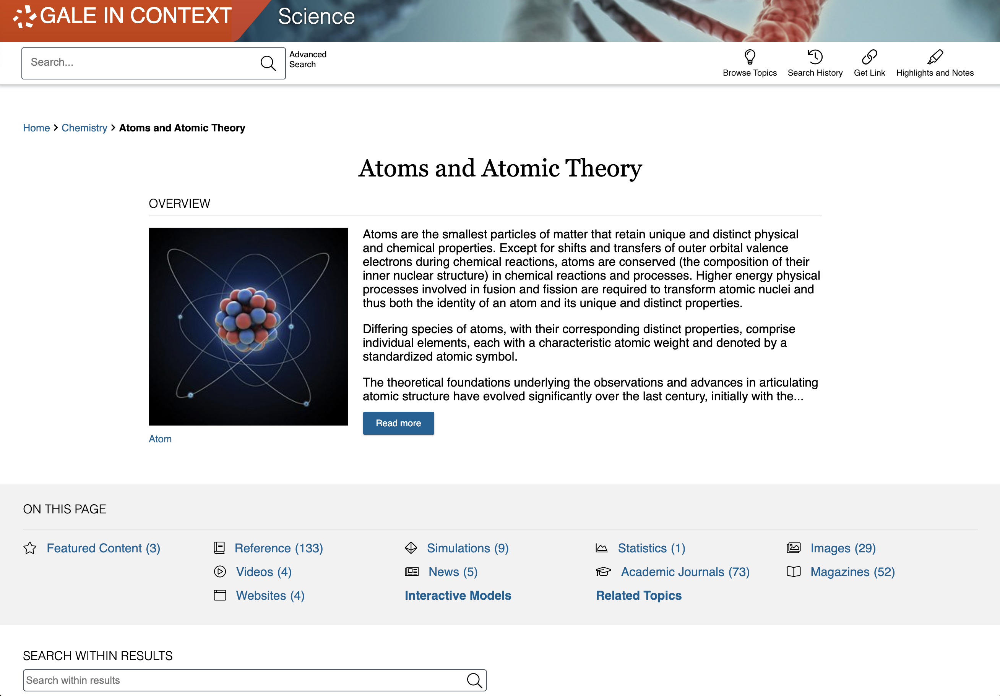 GALE IN CONTEXT
Science
Search...
Advanced
Search
Browse Topics
Search History
Get Link
Highlights and Notes
Home > Chemistry > Atoms and Atomic Theory
Atoms and Atomic Theory
OVERVIEW
Atoms are the smallest particles of matter that retain unique and distinct physical
and chemical properties. Except for shifts and transfers of outer orbital valence
electrons during chemical reactions, atoms are conserved (the composition of their
inner nuclear structure) in chemical reactions and processes. Higher energy physical
processes involved in fusion and fission are required to transform atomic nuclei and
thus both the identity of an atom and its unique and distinct properties.
Differing species of atoms, with their corresponding distinct properties, comprise
individual elements, each with a characteristic atomic weight and denoted by a
standardized atomic symbol.
The theoretical foundations underlying the observations and advances in articulating
atomic structure have evolved significantly over the last century, initially with the...
Read more
Atom
ON THIS PAGE
Featured Content (3)
Reference (133)
Simulations (9)
Statistics (1)
Images (29)
Videos (4)
News (5)
Academic Journals (73)
Magazines (52)
Websites (4)
Interactive Models
Related Topics
SEARCH WITHIN RESULTS
Search within results